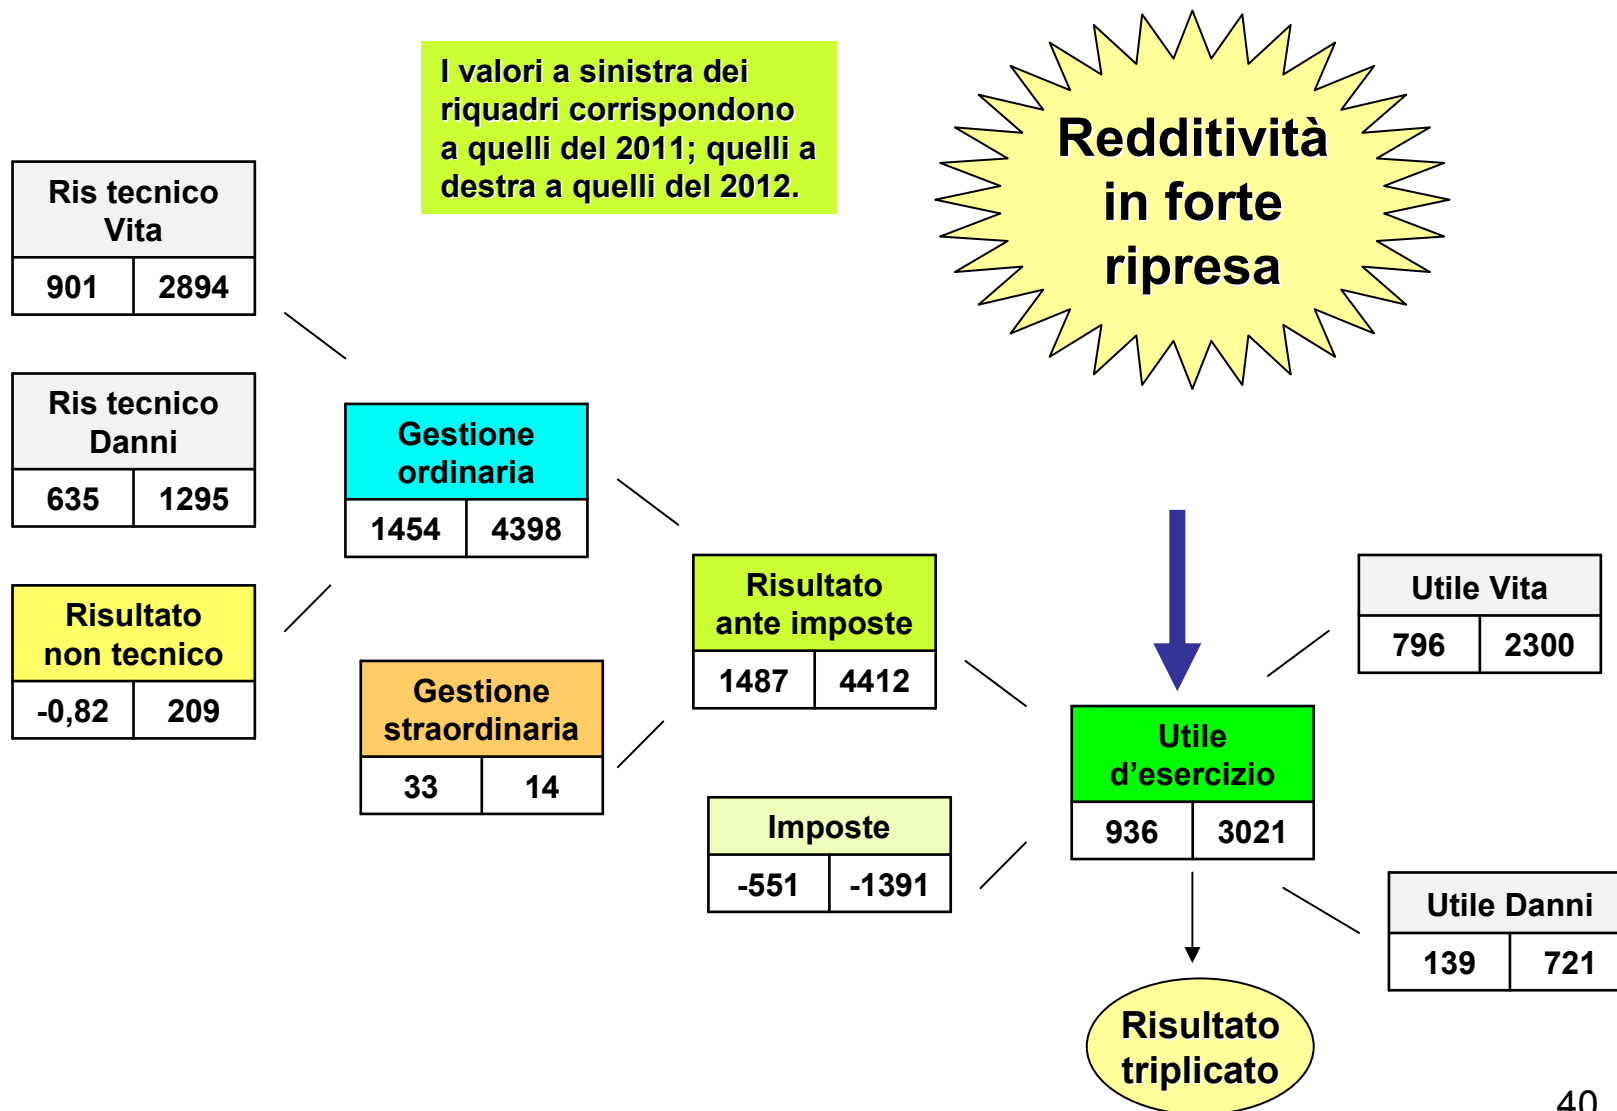 I valori a sinistra dei
riquadri corrispondono
a quelli del 2011; quelli a
destra a quelli del 2012.
Redditività
in forte
ripresa
Ris tecnico
Vita
901 2894
Ris tecnico
Danni
635 1295
Risultato
non tecnico
-0,82 209
Gestione
ordinaria
1454 4398
Gestione
straordinaria
33 14
Risultato
ante imposte
1487 4412
Imposte
-551 -1391
Utile
d’esercizio
936 3021
Utile Vita
796 2300
Utile Danni
139 721
Risultato
triplicato
40